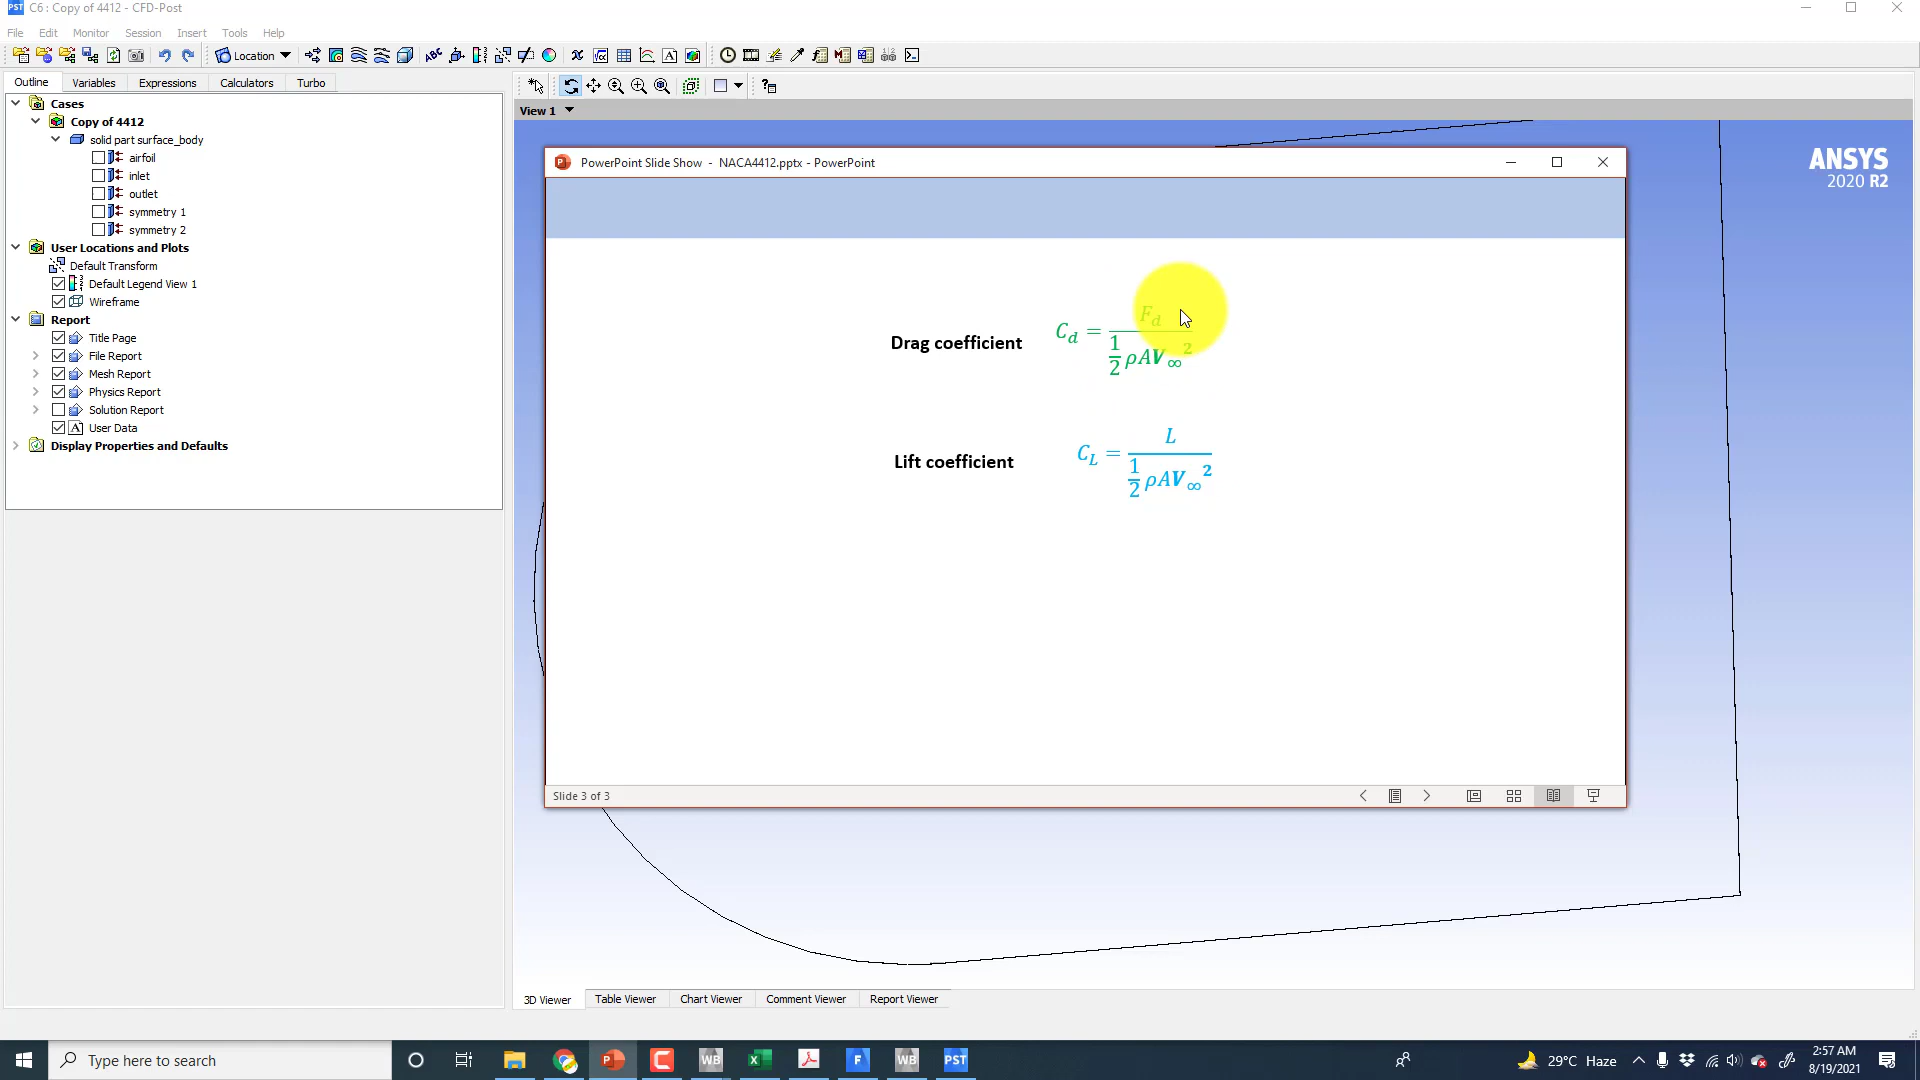 PST C6 : Copy of 4412 - CFD-Post
File Edit Monitor Session Insert Tools Help
Location
Outline Variables Expressions Calculators Turbo
View 1
Cases
Copy of 4412
solid part surface_body
airfoil
inlet
outlet
symmetry 1
symmetry 2
User Locations and Plots
Default Transform
Default Legend View 1
Wireframe
Report
Title Page
File Report
Mesh Report
Physics Report
Solution Report
A User Data
Display Properties and Defaults
ANSYS
2020 R2
PowerPoint Slide Show - NACA4412.pptx - PowerPoint
Drag coefficient C_d = F_d / (1/2 ρAV_∞^2)
Lift coefficient C_L = L / (1/2 ρAV_∞^2)
Slide 3 of 3
3D Viewer Table Viewer Chart Viewer Comment Viewer Report Viewer
Type here to search
WB F WB PST
29°C Haze
2:57 AM
8/19/2021